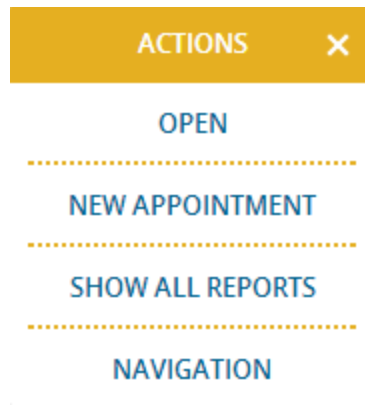 ACTIONS ×
OPEN
NEW APPOINTMENT
SHOW ALL REPORTS
NAVIGATION